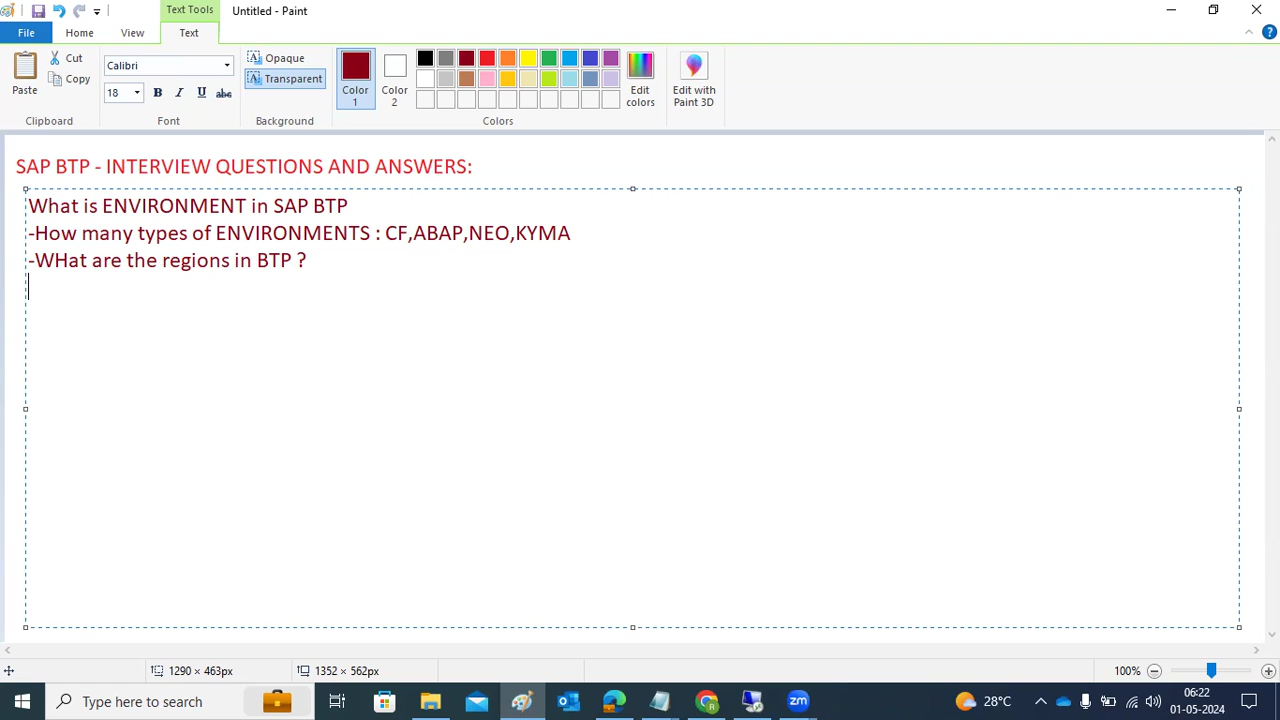 Text Tools
Untitled - Paint
File
Home
View
Text
Paste
Cut
Copy
Clipboard
Calibri
18
B I U abc
Font
A Opaque
A Transparent
Background
Color 1
Color 2
Edit colors
Colors
Edit with Paint 3D
SAP BTP - INTERVIEW QUESTIONS AND ANSWERS:
What is ENVIRONMENT in SAP BTP
-How many types of ENVIRONMENTS : CF,ABAP,NEO,KYMA
-WHat are the regions in BTP ?
1290 × 463px
1352 × 562px
100%
Type here to search
zm
28°C
06:22
01-05-2024